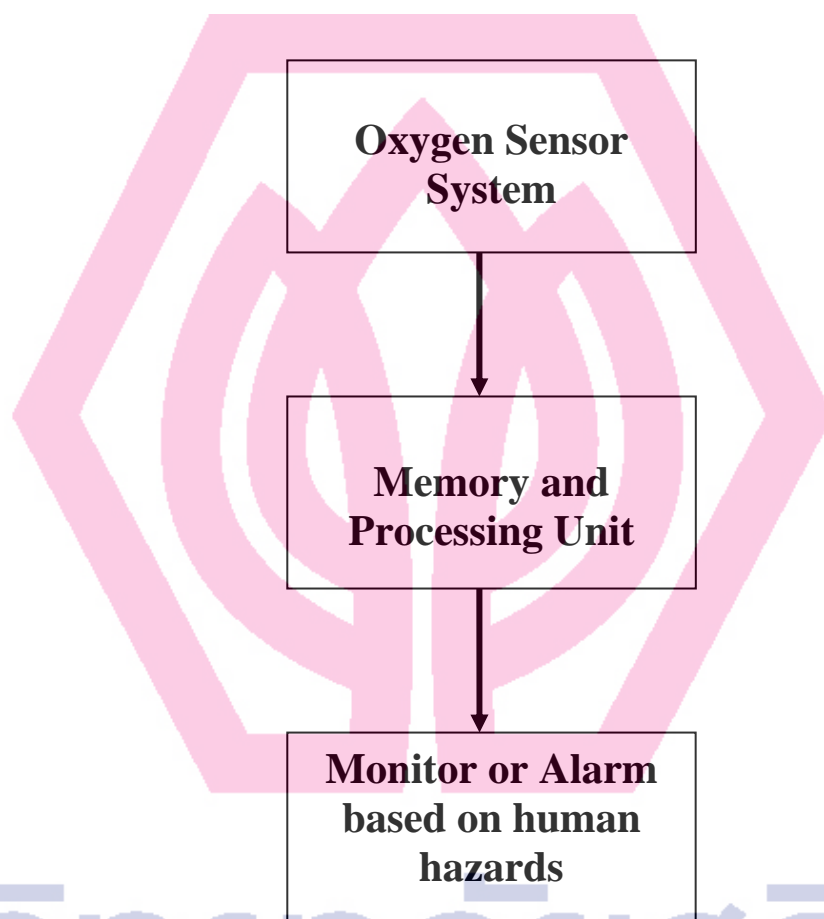 Oxygen Sensor
System
Memory and
Processing Unit
Monitor or Alarm
based on human
hazards